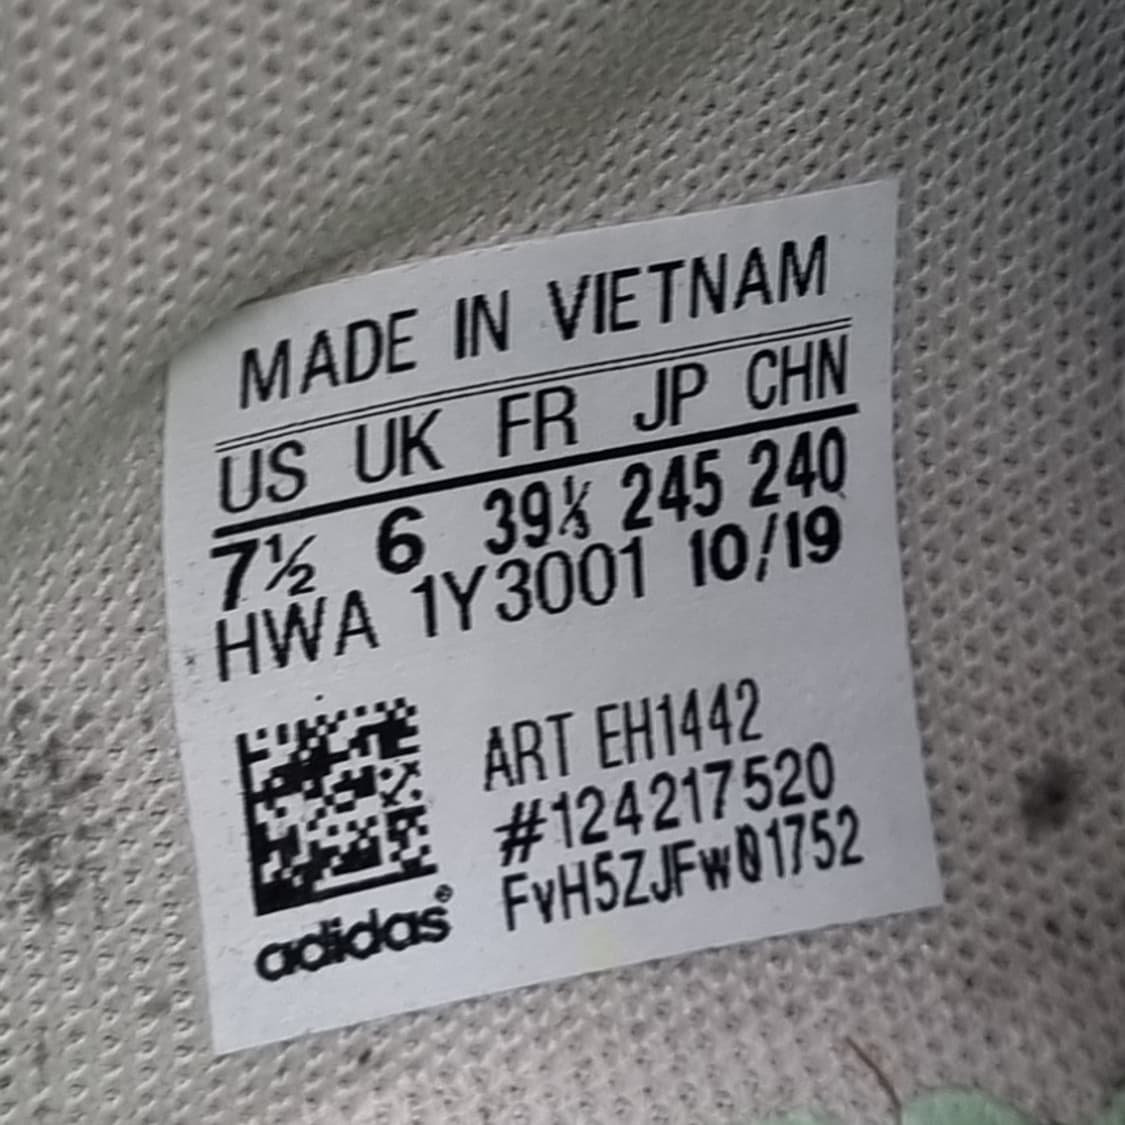 MADE IN VIETNAM
US UK FR JP CHN
7½ 6 39⅓ 245 240
HWA 1Y3001 10/19
ART EH1442
#124217520
FvH5ZJFwQ1752
adidas®